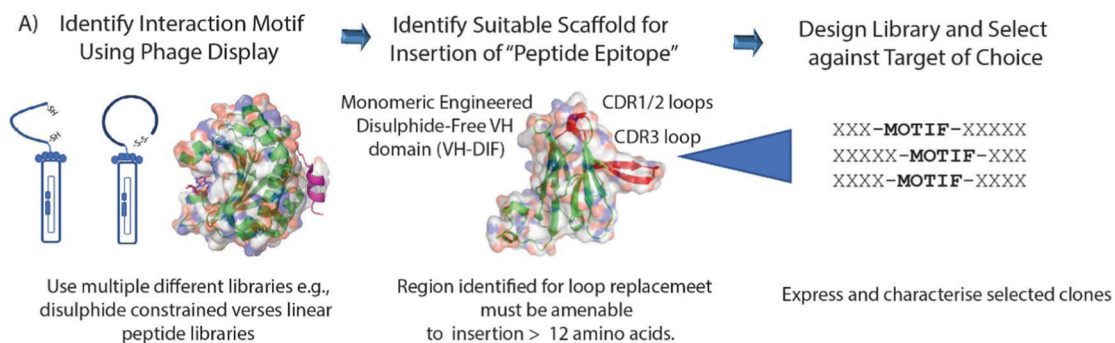 A) Identify Interaction Motif
Using Phage Display
Identify Suitable Scaffold for
Insertion of “Peptide Epitope”
Design Library and Select
against Target of Choice
-SH
-SH
-S-S-
Monomeric Engineered
Disulphide-Free VH
domain (VH-DIF)
CDR1/2 loops
CDR3 loop
XXX-MOTIF-XXXXX
XXXXX-MOTIF-XXX
XXXX-MOTIF-XXXX
Use multiple different libraries e.g.,
disulphide constrained verses linear
peptide libraries
Region identified for loop replacemeet
must be amenable
to insertion > 12 amino acids.
Express and characterise selected clones